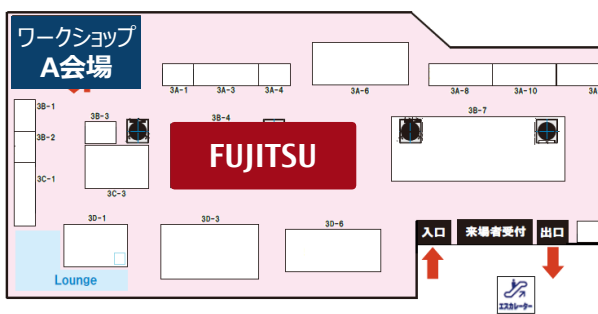 ワークショップ
A会場
3A-1
3A-3
3A-4
3A-6
3A-8
3A-10
3A
3B-1
3B-2
3B-3
3B-4
3B-7
FUJITSU
3C-1
3C-3
3D-1
3D-3
3D-6
Lounge
入口
来場者受付
出口
エスカレーター